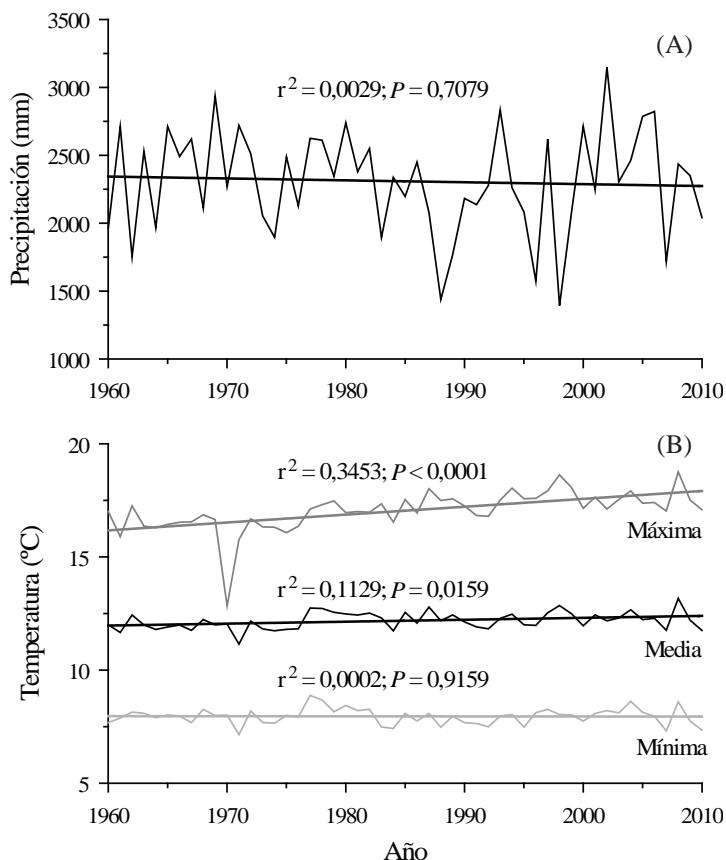 (A)
r² = 0,0029; P = 0,7079
Precipitación (mm)
3500
3000
2500
2000
1500
1000
1960 1970 1980 1990 2000 2010
(B)
r² = 0,3453; P < 0,0001
Máxima
r² = 0,1129; P = 0,0159
Media
r² = 0,0002; P = 0,9159
Mínima
Temperatura (ºC)
20
15
10
5
1960 1970 1980 1990 2000 2010
Año